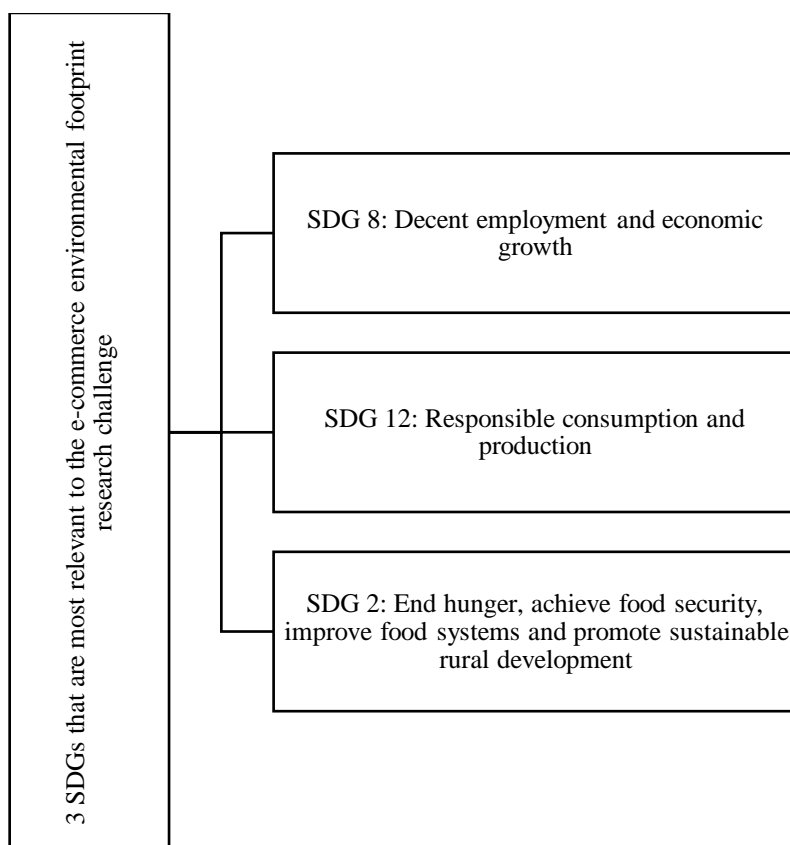 3 SDGs that are most relevant to the e-commerce environmental footprint
research challenge
SDG 8: Decent employment and economic
growth
SDG 12: Responsible consumption and
production
SDG 2: End hunger, achieve food security,
improve food systems and promote sustainable
rural development